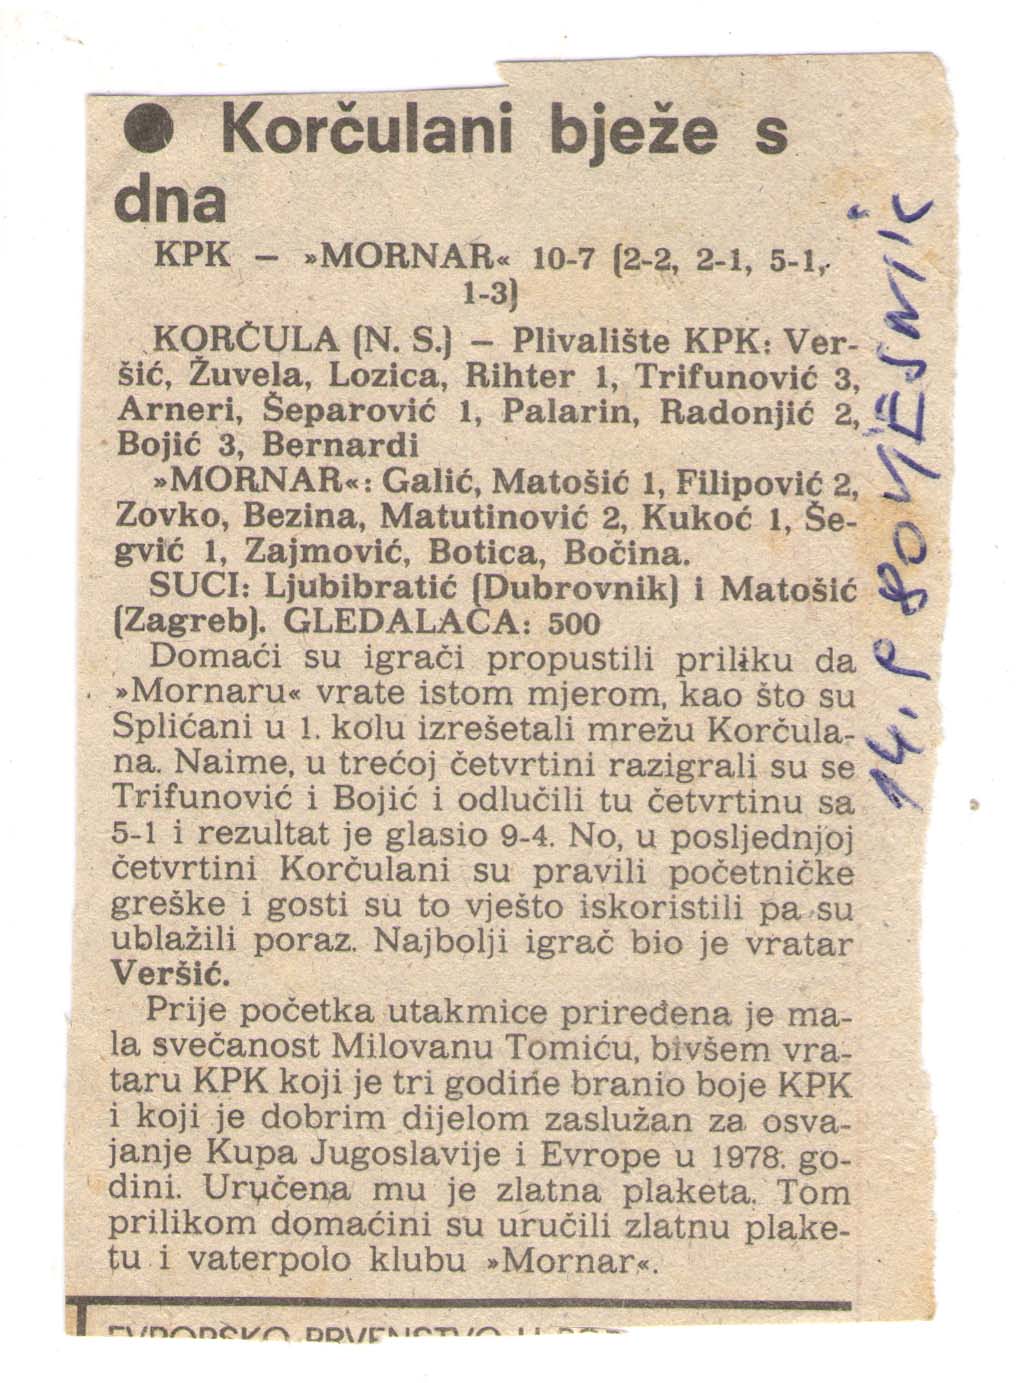 ● Korčulani bježe s
dna
KPK — »MORNAR« 10-7 (2-2, 2-1, 5-1,
1-3)
KORČULA (N. S.) — Plivalište KPK: Ver-
šić, Žuvela, Lozica, Rihter 1, Trifunović 3,
Arneri, Šeparović 1, Palarin, Radonjić 2,
Bojić 3, Bernardi
»MORNAR«: Galić, Matošić 1, Filipović 2,
Zovko, Bezina, Matutinović 2, Kukoć 1, Še-
gvić 1, Zajmović, Botica, Bočina.
SUCI: Ljubibratić (Dubrovnik) i Matošić
(Zagreb). GLEDALACA: 500
Domaći su igrači propustili priliku da
»Mornaru« vrate istom mjerom, kao što su
Splićani u 1. kolu izrešetali mrežu Korčula-
na. Naime, u trećoj četvrtini razigrali su se
Trifunović i Bojić i odlučili tu četvrtinu sa
5-1 i rezultat je glasio 9-4. No, u posljednjoj
četvrtini Korčulani su pravili početničke
greške i gosti su to vješto iskoristili pa su
ublažili poraz. Najbolji igrač bio je vratar
Veršić.
Prije početka utakmice priređena je ma-
la svečanost Milovanu Tomiću, bivšem vra-
taru KPK koji je tri godine branio boje KPK
i koji je dobrim dijelom zaslužan za osva-
janje Kupa Jugoslavije i Evrope u 1978. go-
dini. Uručena mu je zlatna plaketa. Tom
prilikom domaćini su uručili zlatnu plake-
tu i vaterpolo klubu »Mornar«.
EVROPSKO PRVENSTVO U
14. P 80 VJESNIK